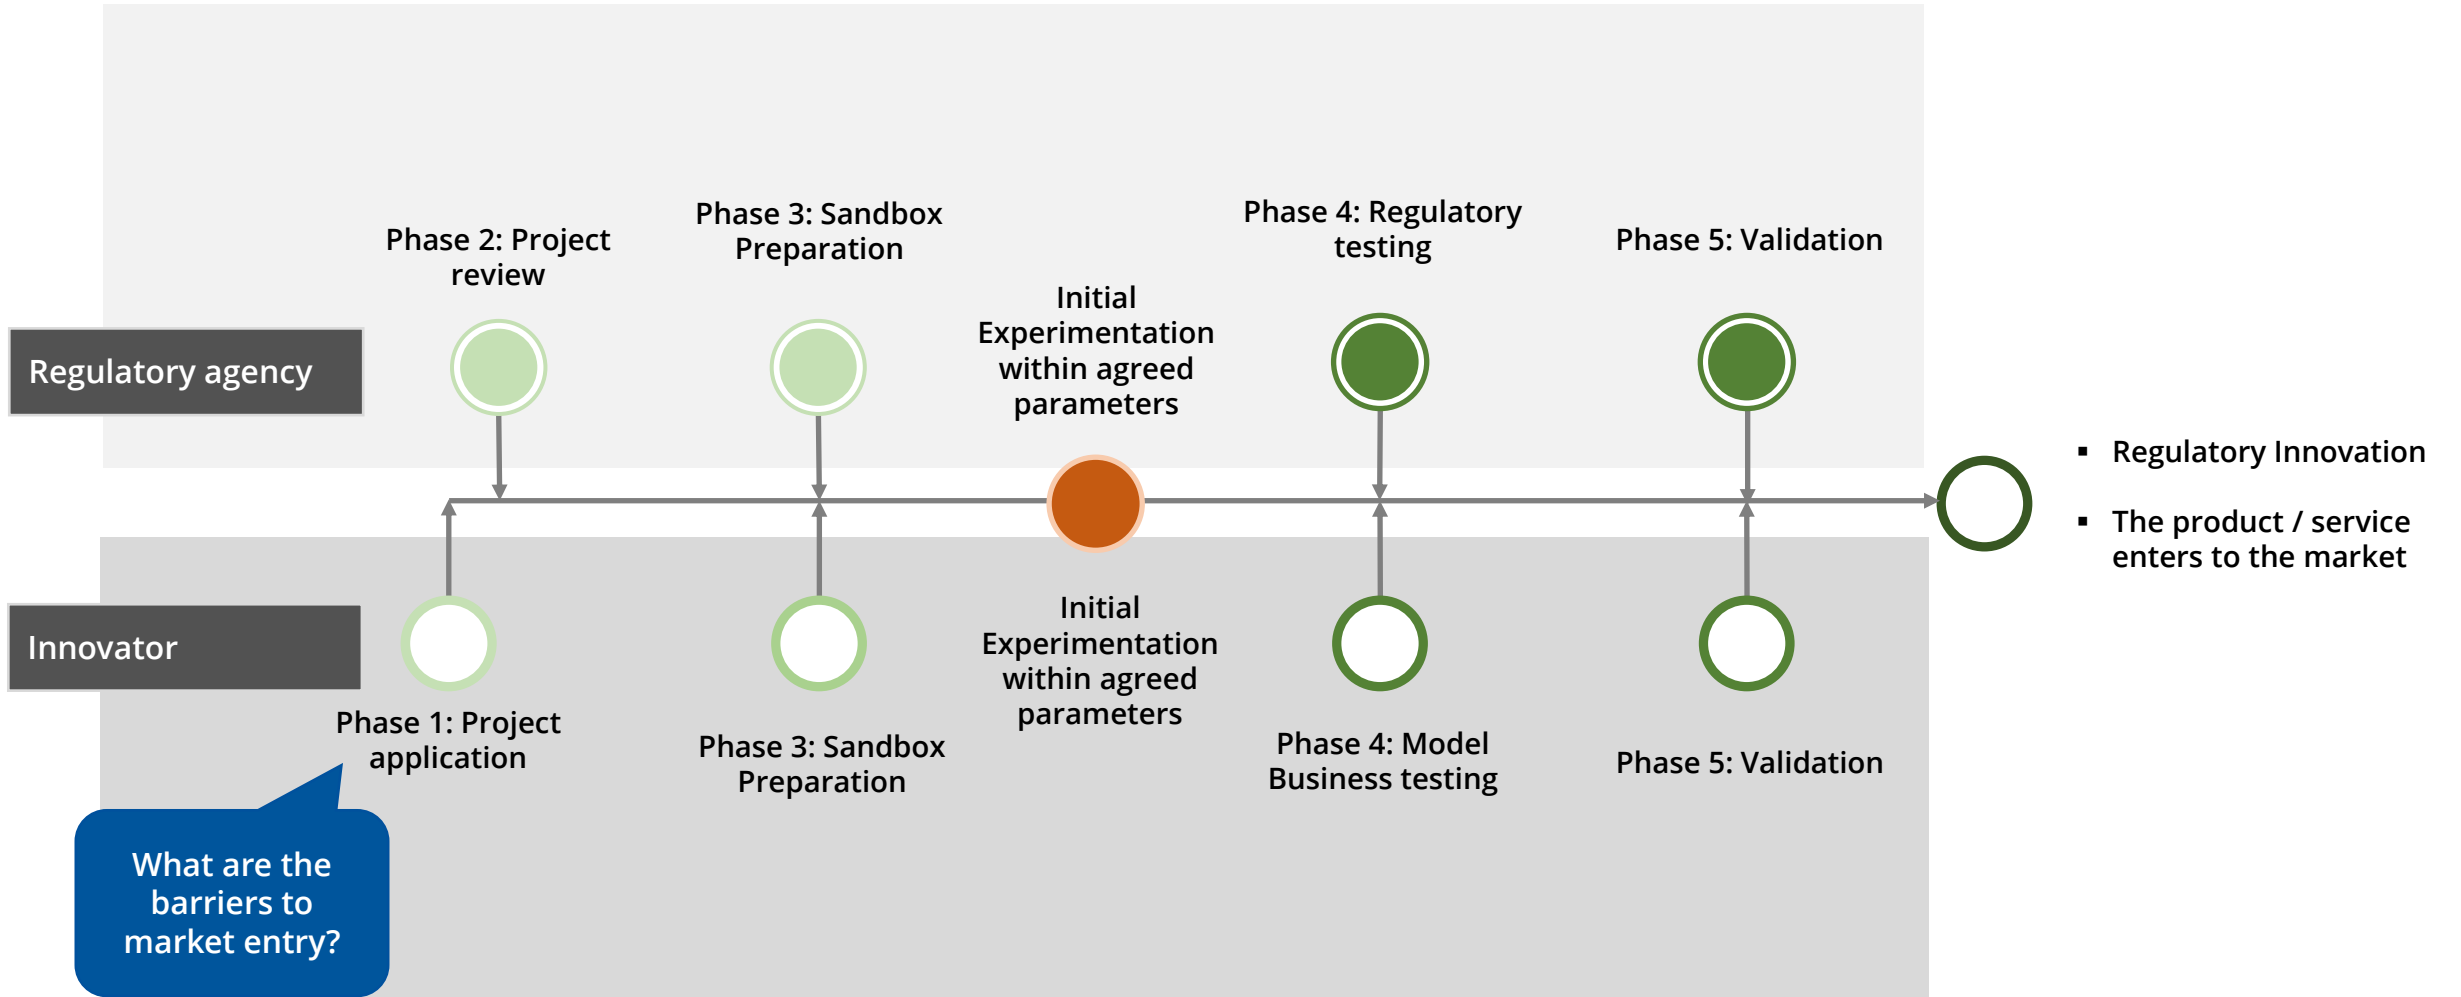 Phase 2: Project
review
Phase 3: Sandbox
Preparation
Initial
Experimentation
within agreed
parameters
Phase 4: Regulatory
testing
Phase 5: Validation
Regulatory agency
▪ Regulatory Innovation
▪ The product / service
enters to the market
Innovator
Phase 1: Project
application
Phase 3: Sandbox
Preparation
Initial
Experimentation
within agreed
parameters
Phase 4: Model
Business testing
Phase 5: Validation
What are the
barriers to
market entry?